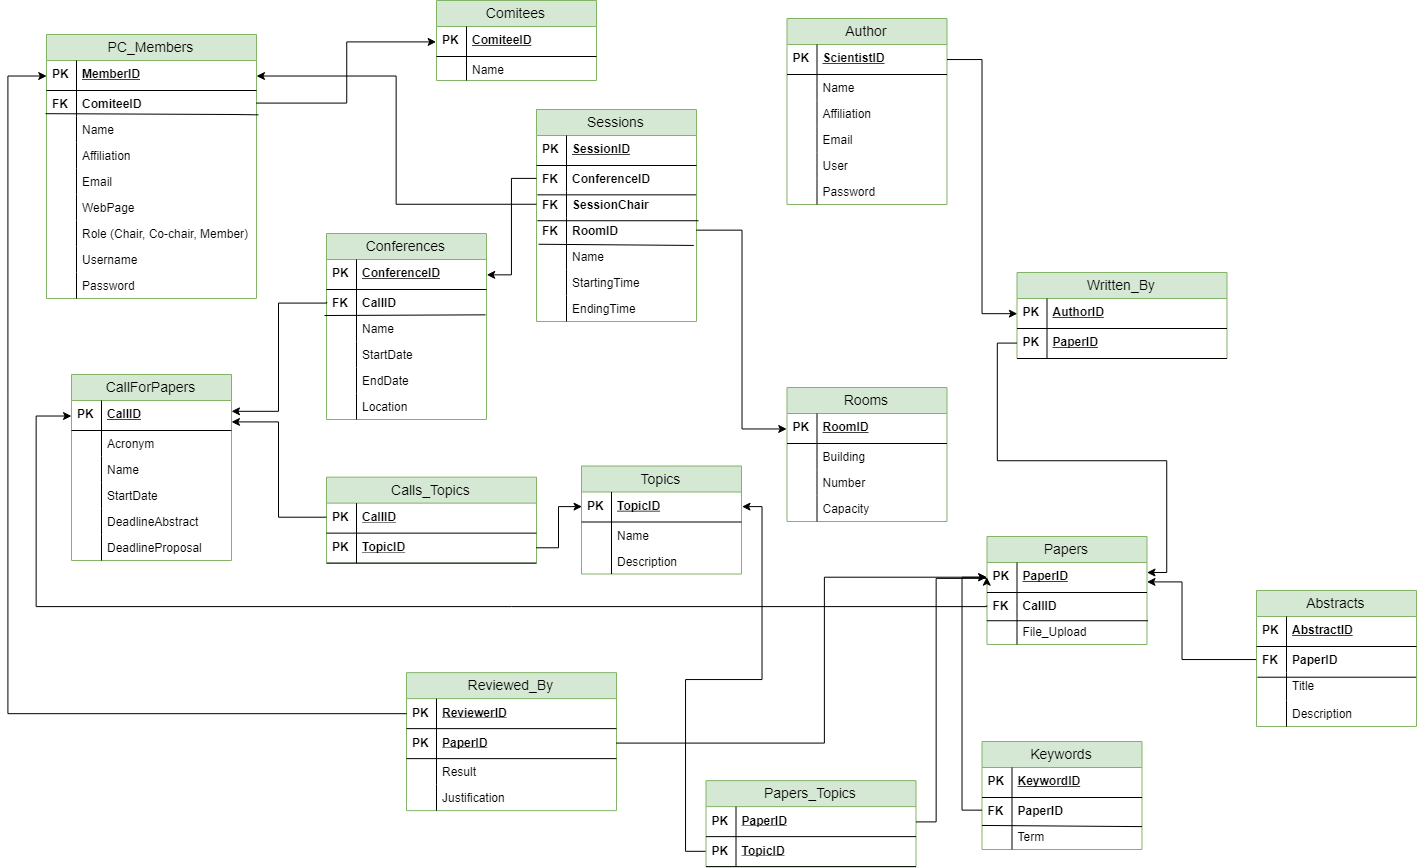 Comitees
PK ComiteeID
Name
PC_Members
PK MemberID
FK ComiteeID
Name
Affiliation
Email
WebPage
Role (Chair, Co-chair, Member)
Username
Password
Author
PK ScientistID
Name
Affiliation
Email
User
Password
Sessions
PK SessionID
FK ConferenceID
FK SessionChair
FK RoomID
Name
StartingTime
EndingTime
Conferences
PK ConferenceID
FK CallID
Name
StartDate
EndDate
Location
Written_By
PK AuthorID
PK PaperID
CallForPapers
PK CallID
Acronym
Name
StartDate
DeadlineAbstract
DeadlineProposal
Rooms
PK RoomID
Building
Number
Capacity
Calls_Topics
PK CallID
PK TopicID
Topics
PK TopicID
Name
Description
Papers
PK PaperID
FK CallID
File_Upload
Abstracts
PK AbstractID
FK PaperID
Title
Description
Reviewed_By
PK ReviewerID
PK PaperID
Result
Justification
Keywords
PK KeywordID
FK PaperID
Term
Papers_Topics
PK PaperID
PK TopicID